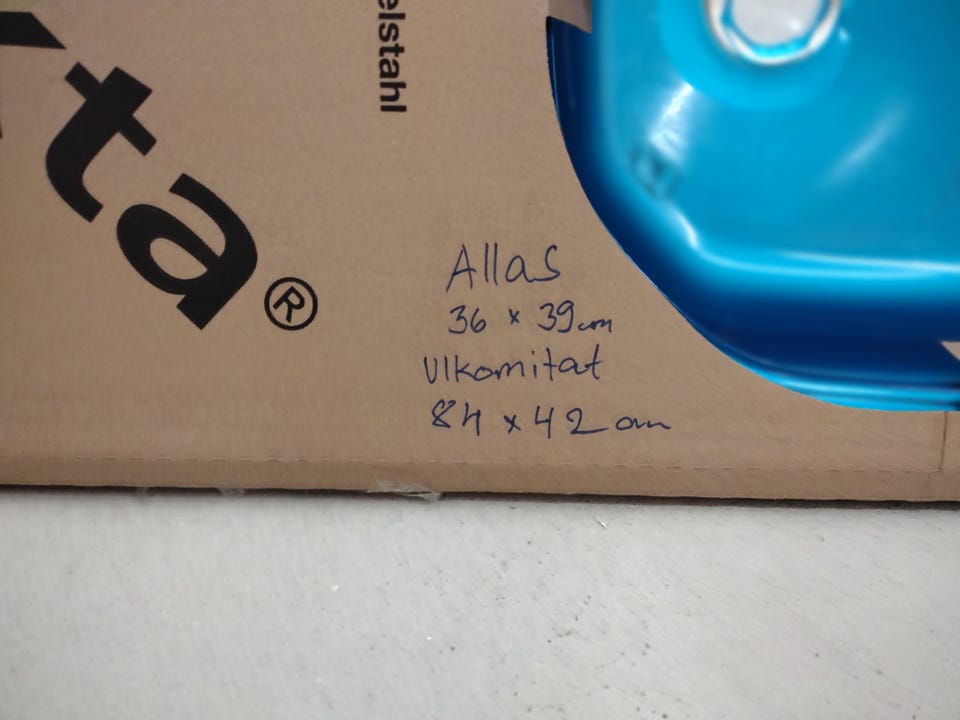 ta®
elstahl
Allas
36 x 39 cm
Ulkomitat
84 x 42 cm